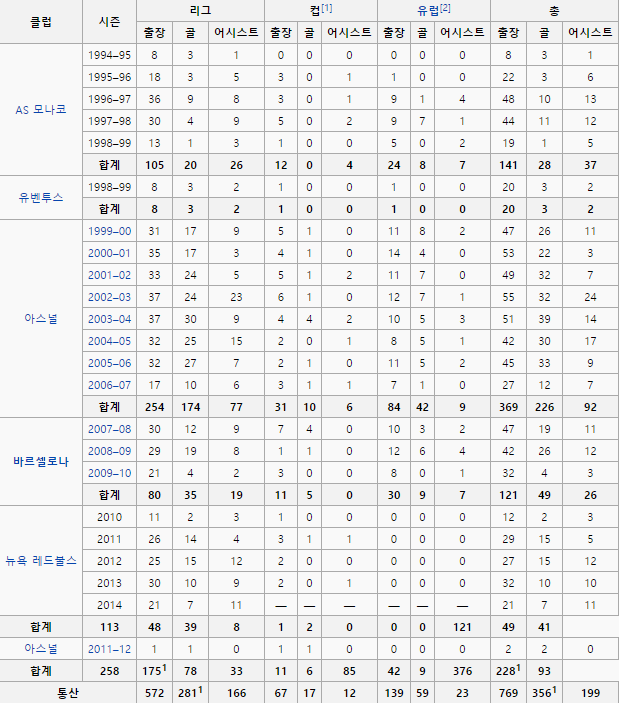 클럽 시즌 리그 컵[1] 유럽[2] 총
출장 골 어시스트 출장 골 어시스트 출장 골 어시스트 출장 골 어시스트
AS 모나코
1994–95 8 3 1 0 0 0 0 0 0 8 3 1
1995–96 18 3 5 3 0 1 1 0 0 22 3 6
1996–97 36 9 8 3 0 1 9 1 4 48 10 13
1997–98 30 4 9 5 0 2 9 7 1 44 11 12
1998–99 13 1 3 1 0 0 5 0 2 19 1 5
합계 105 20 26 12 0 4 24 8 7 141 28 37
유벤투스
1998–99 8 3 2 1 0 0 1 0 0 20 3 2
합계 8 3 2 1 0 0 1 0 0 20 3 2
아스널
1999–00 31 17 9 5 1 0 11 8 2 47 26 11
2000–01 35 17 3 4 1 0 14 4 0 53 22 3
2001–02 33 24 5 5 1 2 11 7 0 49 32 7
2002–03 37 24 23 6 1 0 12 7 1 55 32 24
2003–04 37 30 9 4 4 2 10 5 3 51 39 14
2004–05 32 25 15 2 0 1 8 5 1 42 30 17
2005–06 32 27 7 2 1 0 11 5 2 45 33 9
2006–07 17 10 6 3 1 1 7 1 0 27 12 7
합계 254 174 77 31 10 6 84 42 9 369 226 92
바르셀로나
2007–08 30 12 9 7 4 0 10 3 2 47 19 11
2008–09 29 19 8 1 1 0 12 6 4 42 26 12
2009–10 21 4 2 3 0 0 8 0 1 32 4 3
합계 80 35 19 11 5 0 30 9 7 121 49 26
뉴욕 레드불스
2010 11 2 3 1 0 0 0 0 0 12 2 3
2011 26 14 4 3 1 1 0 0 0 29 15 5
2012 25 15 12 2 0 0 0 0 0 27 15 12
2013 30 10 9 2 0 1 0 0 0 32 10 10
2014 21 7 11 — — — — — — 21 7 11
합계 113 48 39 8 1 2 0 0 0 121 49 41
아스널 2011–12 1 1 0 1 1 0 0 0 0 2 2 0
합계 258 175¹ 78 33 11 6 85 42 9 376 228¹ 93
통산 572 281¹ 166 67 17 12 139 59 23 769 356¹ 199